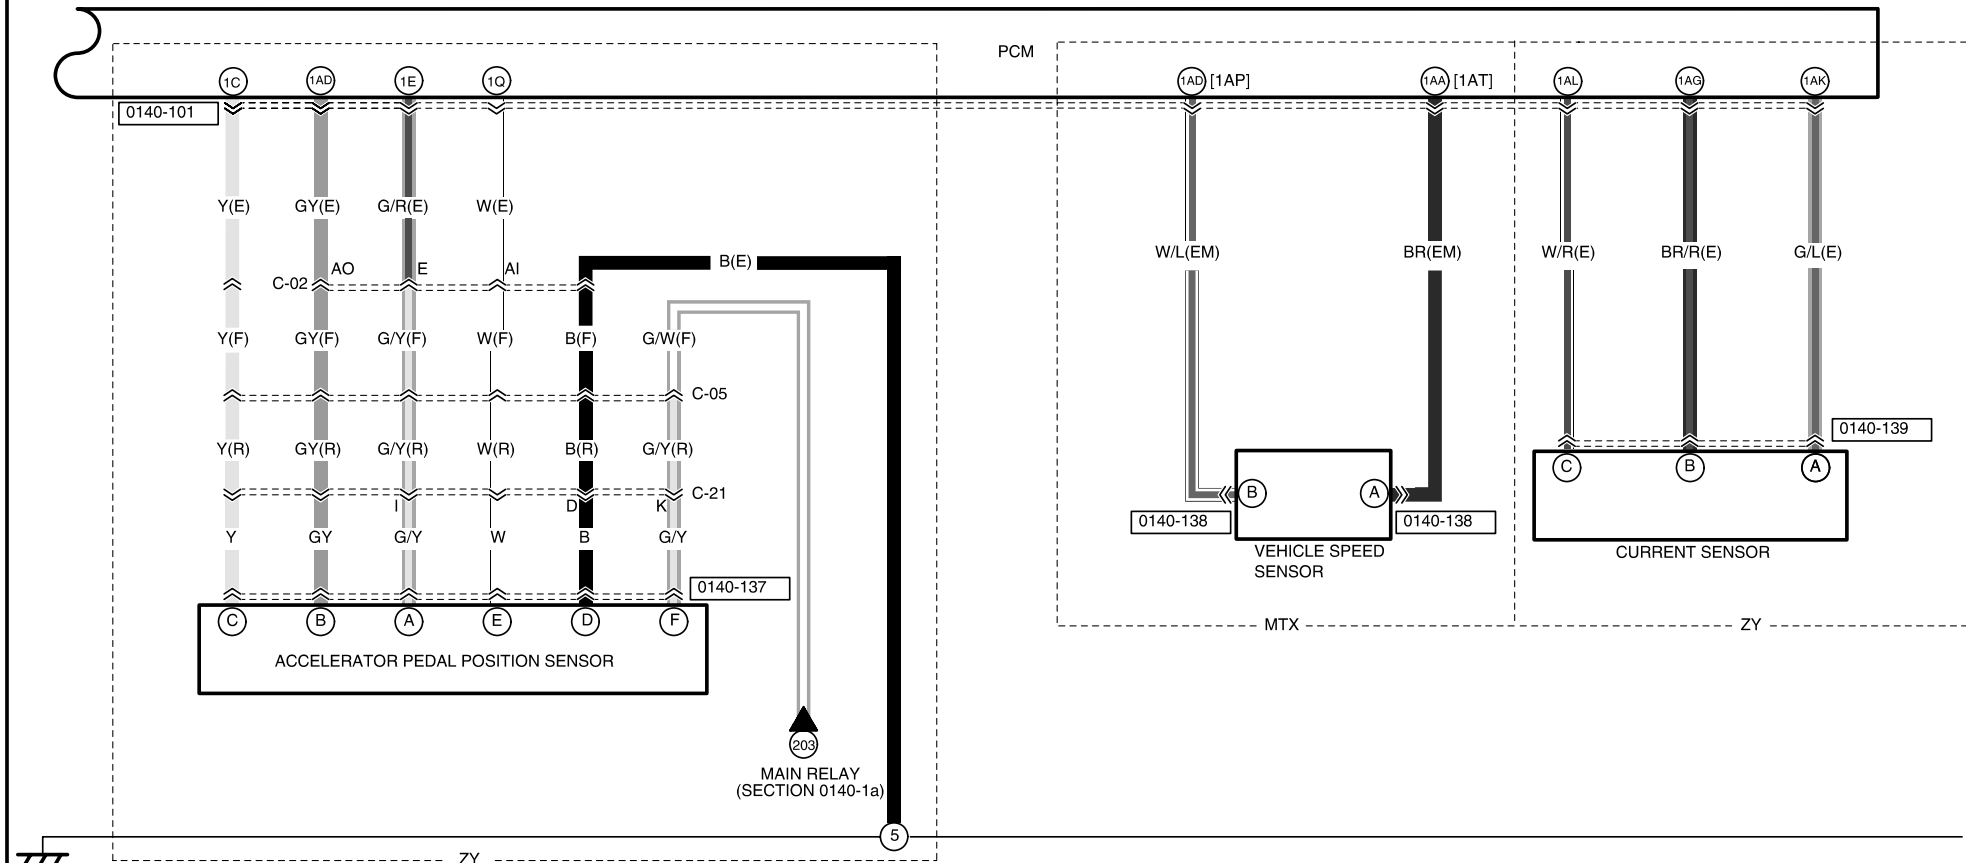 PCM
1C 1AD 1E 1Q 1AD [1AP] 1AA [1AT] 1AL 1AG 1AK
0140-101
Y(E) GY(E) G/R(E) W(E)
W/L(EM) BR(EM) W/R(E) BR/R(E) G/L(E)
B(E)
C-02 AO E AI
Y(F) GY(F) G/Y(F) W(F) B(F) G/W(F)
C-05
0140-139
Y(R) GY(R) G/Y(R) W(R) B(R) G/Y(R)
C B A
C-21
B A
I D K
0140-138 0140-138
Y GY G/Y W B G/Y
VEHICLE SPEED
SENSOR
CURRENT SENSOR
0140-137
C B A E D F
MTX ZY
ACCELERATOR PEDAL POSITION SENSOR
203
MAIN RELAY
(SECTION 0140-1a)
5
ZY